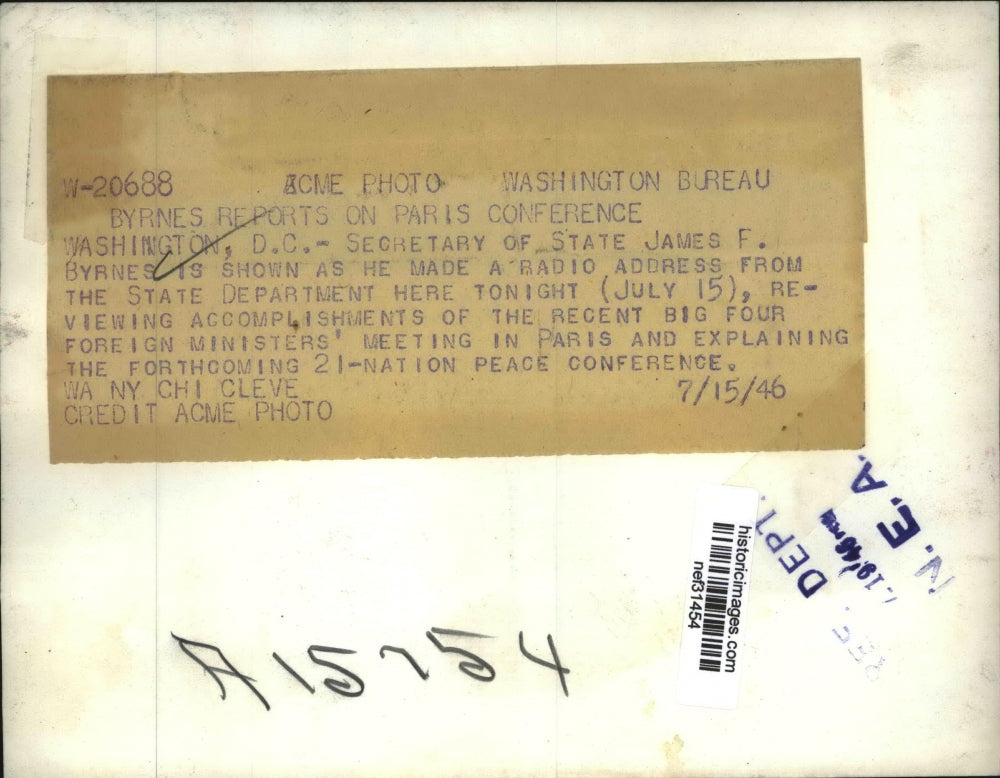 W-20688 ACME PHOTO WASHINGTON BUREAU
BYRNES REPORTS ON PARIS CONFERENCE
WASHINGTON, D.C.- SECRETARY OF STATE JAMES F.
BYRNES IS SHOWN AS HE MADE A RADIO ADDRESS FROM
THE STATE DEPARTMENT HERE TONIGHT (JULY 15), RE-
VIEWING ACCOMPLISHMENTS OF THE RECENT BIG FOUR
FOREIGN MINISTERS' MEETING IN PARIS AND EXPLAINING
THE FORTHCOMING 21-NATION PEACE CONFERENCE.
WA NY CHI CLEVE 7/15/46
CREDIT ACME PHOTO
N. E. A.
DEPT.
historicimages.com
nef31454
A15754